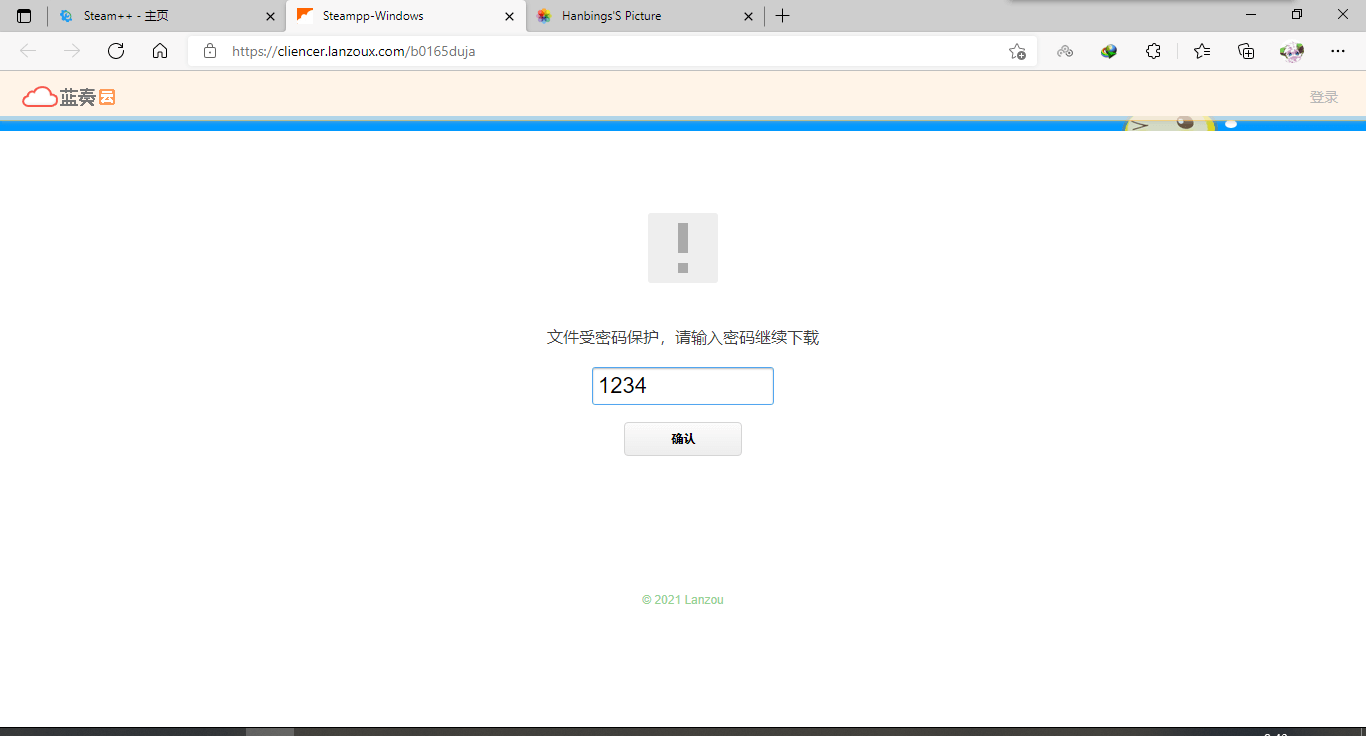 Steam++ - 主页
Steampp-Windows
Hanbings'S Picture
https://cliencer.lanzoux.com/b0165duja
蓝奏云
登录
文件受密码保护，请输入密码继续下载
1234
确认
© 2021 Lanzou